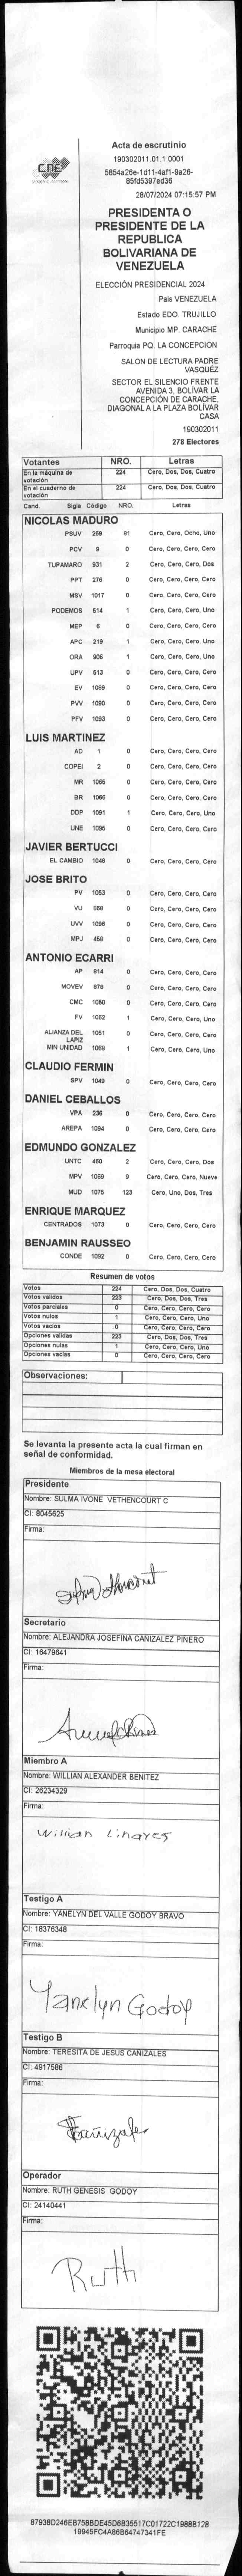 CNE
Acta de escrutinio
190302011.01.1.0001
5854a26e-1d11-4af1-9a26-
85fd5397ed36
28/07/2024 07:15:57 PM
PRESIDENTA O
PRESIDENTE DE LA
REPUBLICA
BOLIVARIANA DE
VENEZUELA
ELECCIÓN PRESIDENCIAL 2024
Pais VENEZUELA
Estado EDO. TRUJILLO
Municipio MP. CARACHE
Parroquia PQ. LA CONCEPCION
SALON DE LECTURA PADRE
VASQUÉZ
SECTOR EL SILENCIO FRENTE
AVENIDA 3, BOLÍVAR LA
CONCEPCIÓN DE CARACHE,
DIAGONAL A LA PLAZA BOLÍVAR
CASA
190302011
278 Electores
Votantes NRO. Letras
En la máquina de votación 224 Cero, Dos, Dos, Cuatro
En el cuaderno de votación 224 Cero, Dos, Dos, Cuatro
Cand. Sigla Código NRO. Letras
NICOLAS MADURO
PSUV 269 81 Cero, Cero, Ocho, Uno
PCV 9 0 Cero, Cero, Cero, Cero
TUPAMARO 931 2 Cero, Cero, Cero, Dos
PPT 276 0 Cero, Cero, Cero, Cero
MSV 1017 0 Cero, Cero, Cero, Cero
PODEMOS 514 1 Cero, Cero, Cero, Uno
MEP 6 0 Cero, Cero, Cero, Cero
APC 219 1 Cero, Cero, Cero, Uno
ORA 906 1 Cero, Cero, Cero, Uno
UPV 513 0 Cero, Cero, Cero, Cero
EV 1089 0 Cero, Cero, Cero, Cero
PVV 1090 0 Cero, Cero, Cero, Cero
PFV 1093 0 Cero, Cero, Cero, Cero
LUIS MARTINEZ
AD 1 0 Cero, Cero, Cero, Cero
COPEI 2 0 Cero, Cero, Cero, Cero
MR 1065 0 Cero, Cero, Cero, Cero
BR 1066 0 Cero, Cero, Cero, Cero
DDP 1091 1 Cero, Cero, Cero, Uno
UNE 1095 0 Cero, Cero, Cero, Cero
JAVIER BERTUCCI
EL CAMBIO 1048 0 Cero, Cero, Cero, Cero
JOSE BRITO
PV 1053 0 Cero, Cero, Cero, Cero
VU 868 0 Cero, Cero, Cero, Cero
UVV 1096 0 Cero, Cero, Cero, Cero
MPJ 459 0 Cero, Cero, Cero, Cero
ANTONIO ECARRI
AP 814 0 Cero, Cero, Cero, Cero
MOVEV 878 0 Cero, Cero, Cero, Cero
CMC 1050 0 Cero, Cero, Cero, Cero
FV 1062 1 Cero, Cero, Cero, Uno
ALIANZA DEL LAPIZ 1051 0 Cero, Cero, Cero, Cero
MIN UNIDAD 1068 1 Cero, Cero, Cero, Uno
CLAUDIO FERMIN
SPV 1049 0 Cero, Cero, Cero, Cero
DANIEL CEBALLOS
VPA 236 0 Cero, Cero, Cero, Cero
AREPA 1094 0 Cero, Cero, Cero, Cero
EDMUNDO GONZALEZ
UNTC 460 2 Cero, Cero, Cero, Dos
MPV 1069 9 Cero, Cero, Cero, Nueve
MUD 1075 123 Cero, Uno, Dos, Tres
ENRIQUE MARQUEZ
CENTRADOS 1073 0 Cero, Cero, Cero, Cero
BENJAMIN RAUSSEO
CONDE 1092 0 Cero, Cero, Cero, Cero
Resumen de votos
Votos 224 Cero, Dos, Dos, Cuatro
Votos validos 223 Cero, Dos, Dos, Tres
Votos parciales 0 Cero, Cero, Cero, Cero
Votos nulos 1 Cero, Cero, Cero, Uno
Votos vacios 0 Cero, Cero, Cero, Cero
Opciones validas 223 Cero, Dos, Dos, Tres
Opciones nulas 1 Cero, Cero, Cero, Uno
Opciones vacias 0 Cero, Cero, Cero, Cero
Observaciones:
Se levanta la presente acta la cual firman en
señal de conformidad.
Miembros de la mesa electoral
Presidente
Nombre: SULMA IVONE VETHENCOURT C
CI: 8045625
Firma:
Secretario
Nombre: ALEJANDRA JOSEFINA CAÑIZALEZ PIÑERO
CI: 16479641
Firma:
Miembro A
Nombre: WILLIAN ALEXANDER BENITEZ
CI: 26234329
Firma:
Willian Linares
Testigo A
Nombre: YANELYN DEL VALLE GODOY BRAVO
CI: 18376348
Firma:
Yanelyn Godoy
Testigo B
Nombre: TERESITA DE JESUS CAÑIZALES
CI: 4917586
Firma:
Operador
Nombre: RUTH GENESIS GODOY
CI: 24140441
Firma:
Ruth
87938D246EB758BDE45D6B35517C01722C1988B128
19945FC4A86B64747341FE